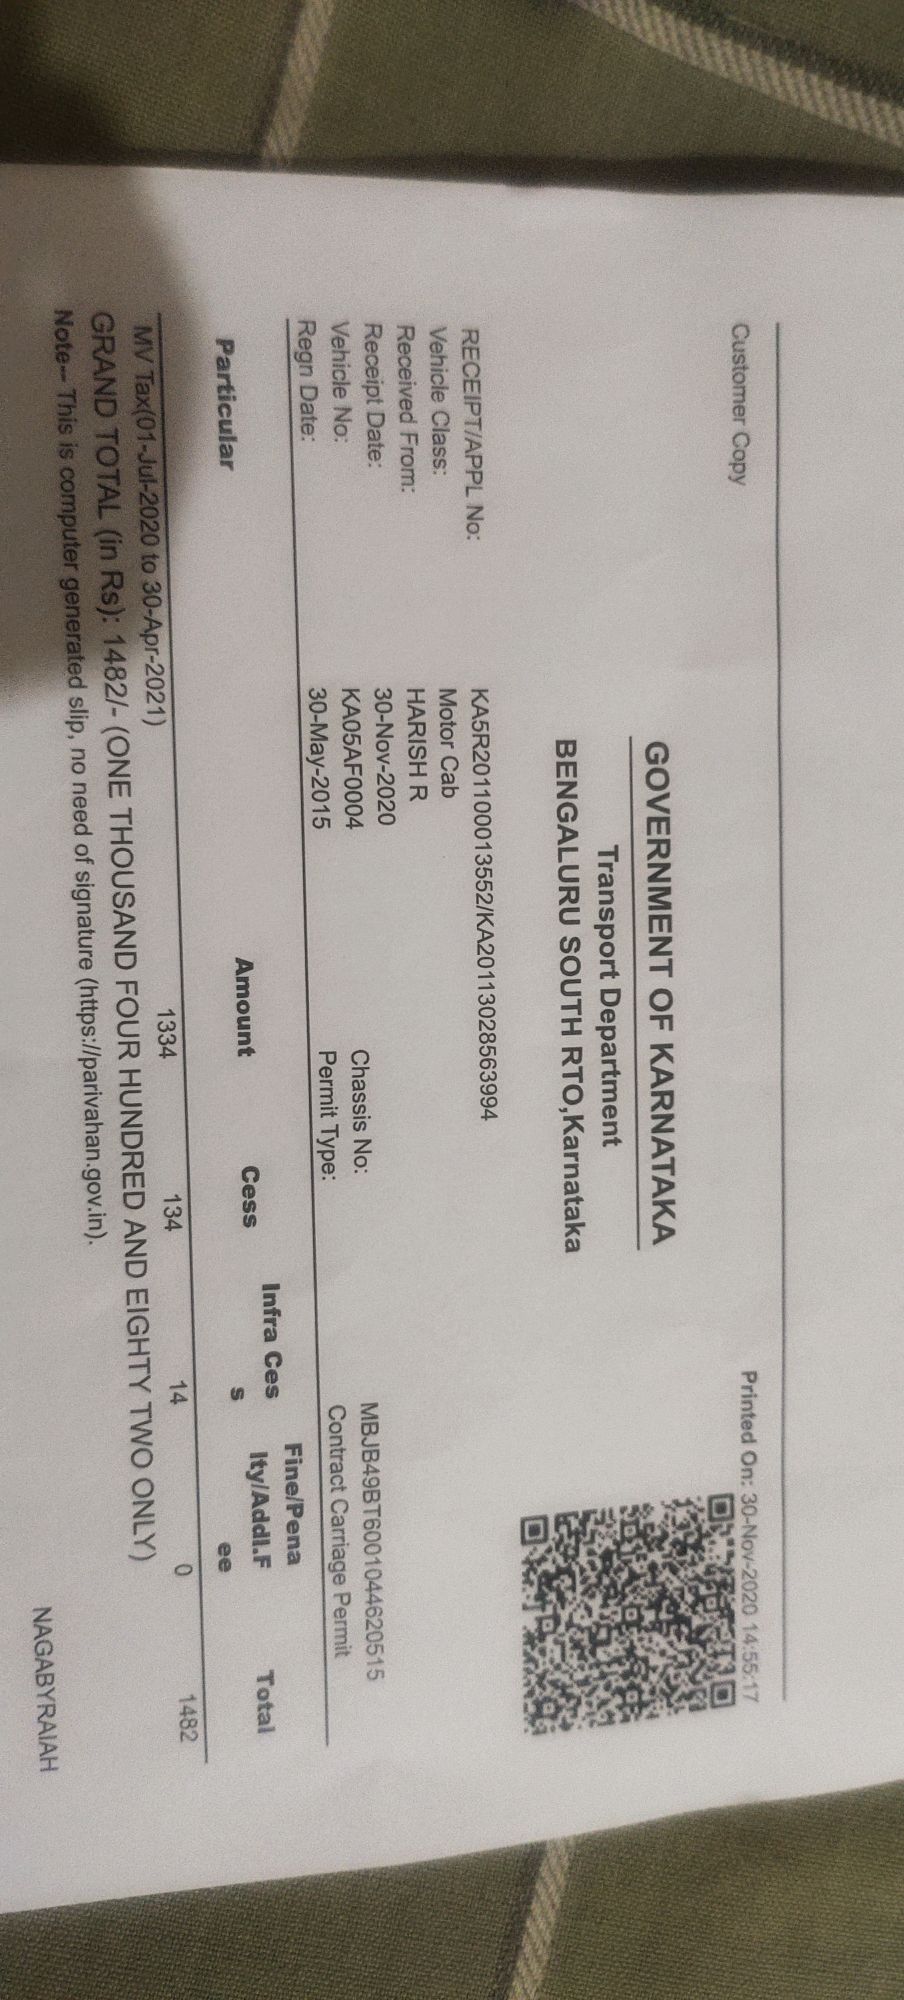 Customer Copy Printed On: 30-Nov-2020 14:55:17
GOVERNMENT OF KARNATAKA
Transport Department
BENGALURU SOUTH RTO,Karnataka
RECEIPT/APPL No: KA5R201100013552/KA20113028563994
Vehicle Class: Motor Cab
Received From: HARISH R
Receipt Date: 30-Nov-2020
Vehicle No: KA05AF0004 Chassis No: MBJB49BT6001044620515
Regn Date: 30-May-2015 Permit Type: Contract Carriage Permit
Particular Amount Cess Infra Ces
s Fine/Pena
lty/Addl.F
ee Total
MV Tax(01-Jul-2020 to 30-Apr-2021) 1334 134 14 0 1482
GRAND TOTAL (in Rs): 1482/- (ONE THOUSAND FOUR HUNDRED AND EIGHTY TWO ONLY)
Note-- This is computer generated slip, no need of signature (https://parivahan.gov.in).
NAGABYRAIAH